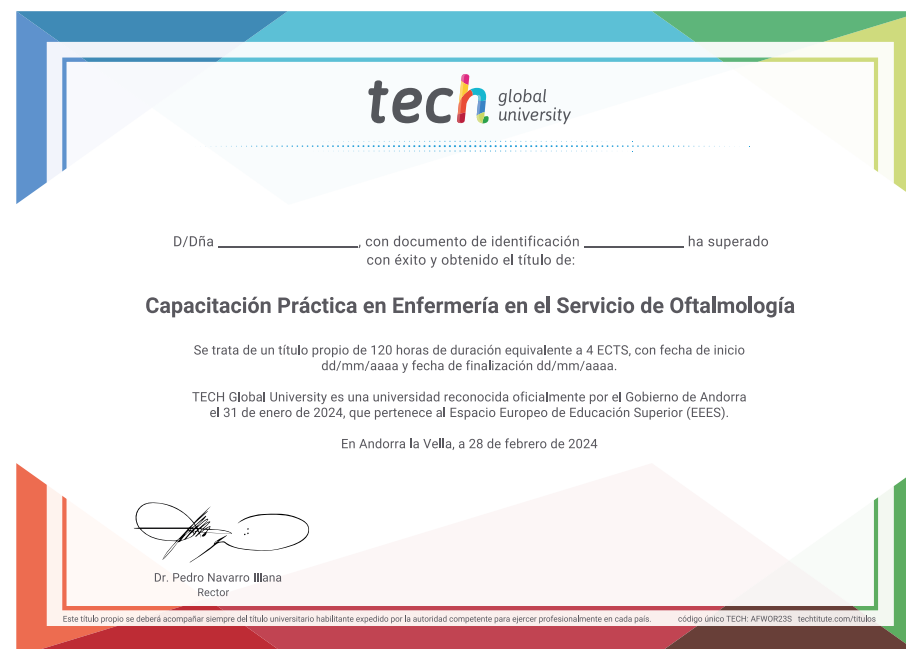 tech global university
D/Dña ____________________, con documento de identificación ______________ ha superado
con éxito y obtenido el título de:
Capacitación Práctica en Enfermería en el Servicio de Oftalmología
Se trata de un título propio de 120 horas de duración equivalente a 4 ECTS, con fecha de inicio
dd/mm/aaaa y fecha de finalización dd/mm/aaaa.
TECH Global University es una universidad reconocida oficialmente por el Gobierno de Andorra
el 31 de enero de 2024, que pertenece al Espacio Europeo de Educación Superior (EEES).
En Andorra la Vella, a 28 de febrero de 2024
Dr. Pedro Navarro Illana
Rector
Este título propio se deberá acompañar siempre del título universitario habilitante expedido por la autoridad competente para ejercer profesionalmente en cada país. código único TECH: AFWOR23S techtitute.com/titulos